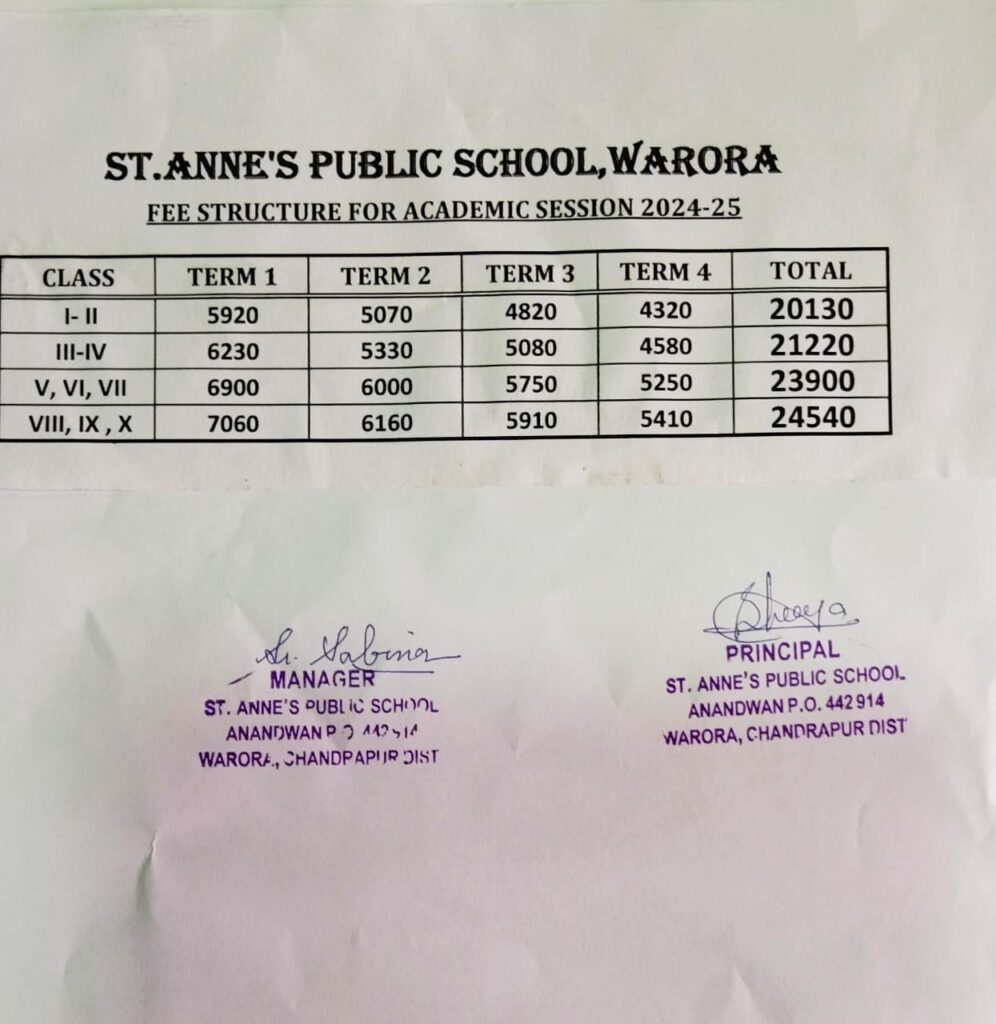 ST.ANNE'S PUBLIC SCHOOL,WARORA
FEE STRUCTURE FOR ACADEMIC SESSION 2024-25
CLASS TERM 1 TERM 2 TERM 3 TERM 4 TOTAL
I- II 5920 5070 4820 4320 20130
III-IV 6230 5330 5080 4580 21220
V, VI, VII 6900 6000 5750 5250 23900
VIII, IX , X 7060 6160 5910 5410 24540
Sr. Sabina
MANAGER
ST. ANNE'S PUBLIC SCHOOL
ANANDWAN P.O.
WARORA, CHANDRAPUR DIST
PRINCIPAL
ST. ANNE'S PUBLIC SCHOOL
ANANDWAN P.O. 442 914
WARORA, CHANDRAPUR DIST